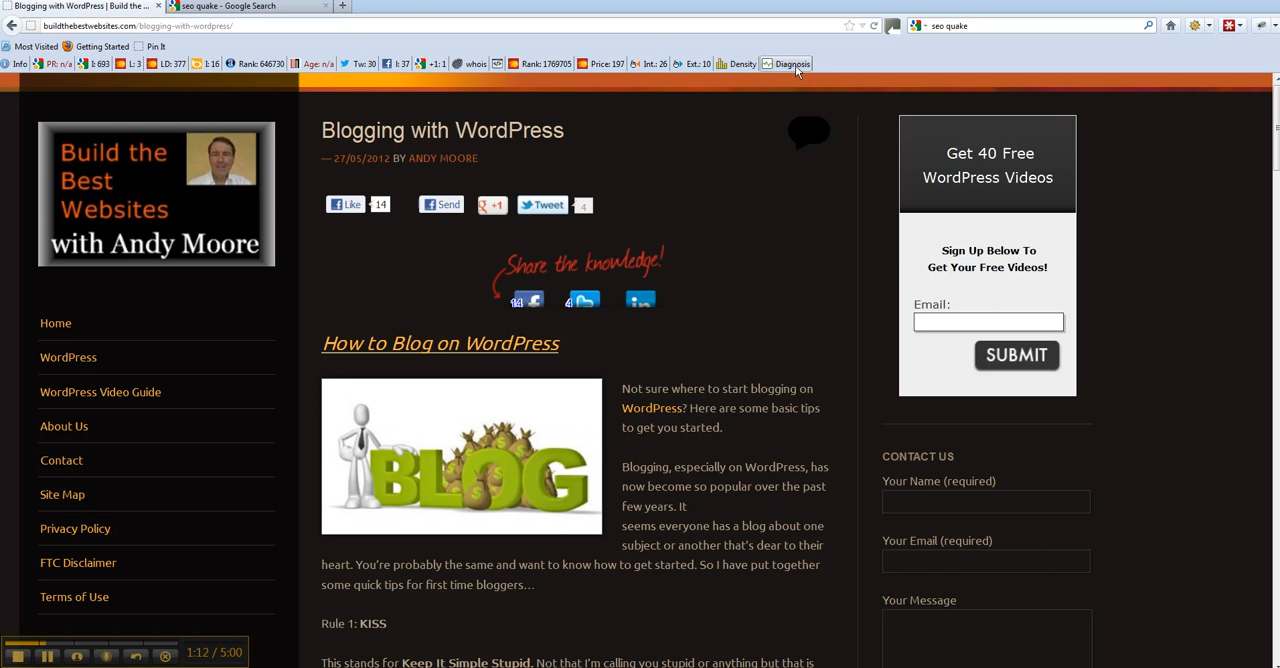 Blogging with WordPress | Build the ...
seo quake - Google Search
buildthebestwebsites.com/blogging-with-wordpress/
seo quake
Most Visited
Getting Started
Pin It
Info
PR: n/a
I: 693
L: 3
LD: 377
I: 16
Rank: 646730
Age: n/a
Tw: 30
I: 37
+1: 1
whois
Rank: 1769705
Price: 197
Int.: 26
Ext.: 10
Density
Diagnosis
Build the
Best
Websites
with Andy Moore
Home
WordPress
WordPress Video Guide
About Us
Contact
Site Map
Privacy Policy
FTC Disclaimer
Terms of Use
Blogging with WordPress
— 27/05/2012 BY ANDY MOORE
Like 14
Send
+1
Tweet 4
Share the knowledge!
14 f
4
in
How to Blog on WordPress
BLOG
Not sure where to start blogging on
WordPress? Here are some basic tips
to get you started.
Blogging, especially on WordPress, has
now become so popular over the past
few years. It
seems everyone has a blog about one
subject or another that's dear to their
heart. You're probably the same and want to know how to get started. So I have put together
some quick tips for first time bloggers…
Rule 1: KISS
This stands for Keep It Simple Stupid. Not that I'm calling you stupid or anything but that is
Get 40 Free
WordPress Videos
Sign Up Below To
Get Your Free Videos!
Email:
SUBMIT
CONTACT US
Your Name (required)
Your Email (required)
Your Message
1:12 / 5:00